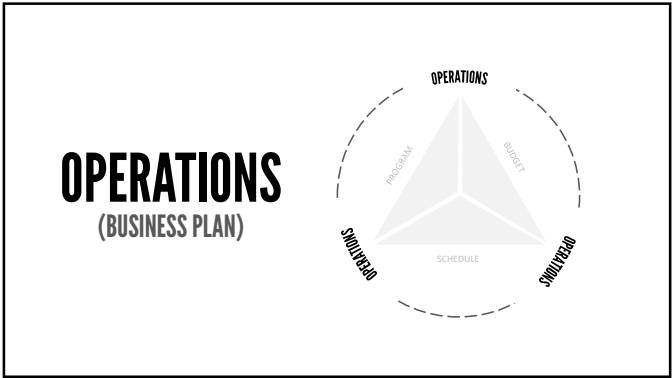 OPERATIONS
(BUSINESS PLAN)
OPERATIONS
PROGRAM
BUDGET
OPERATIONS
OPERATIONS
SCHEDULE